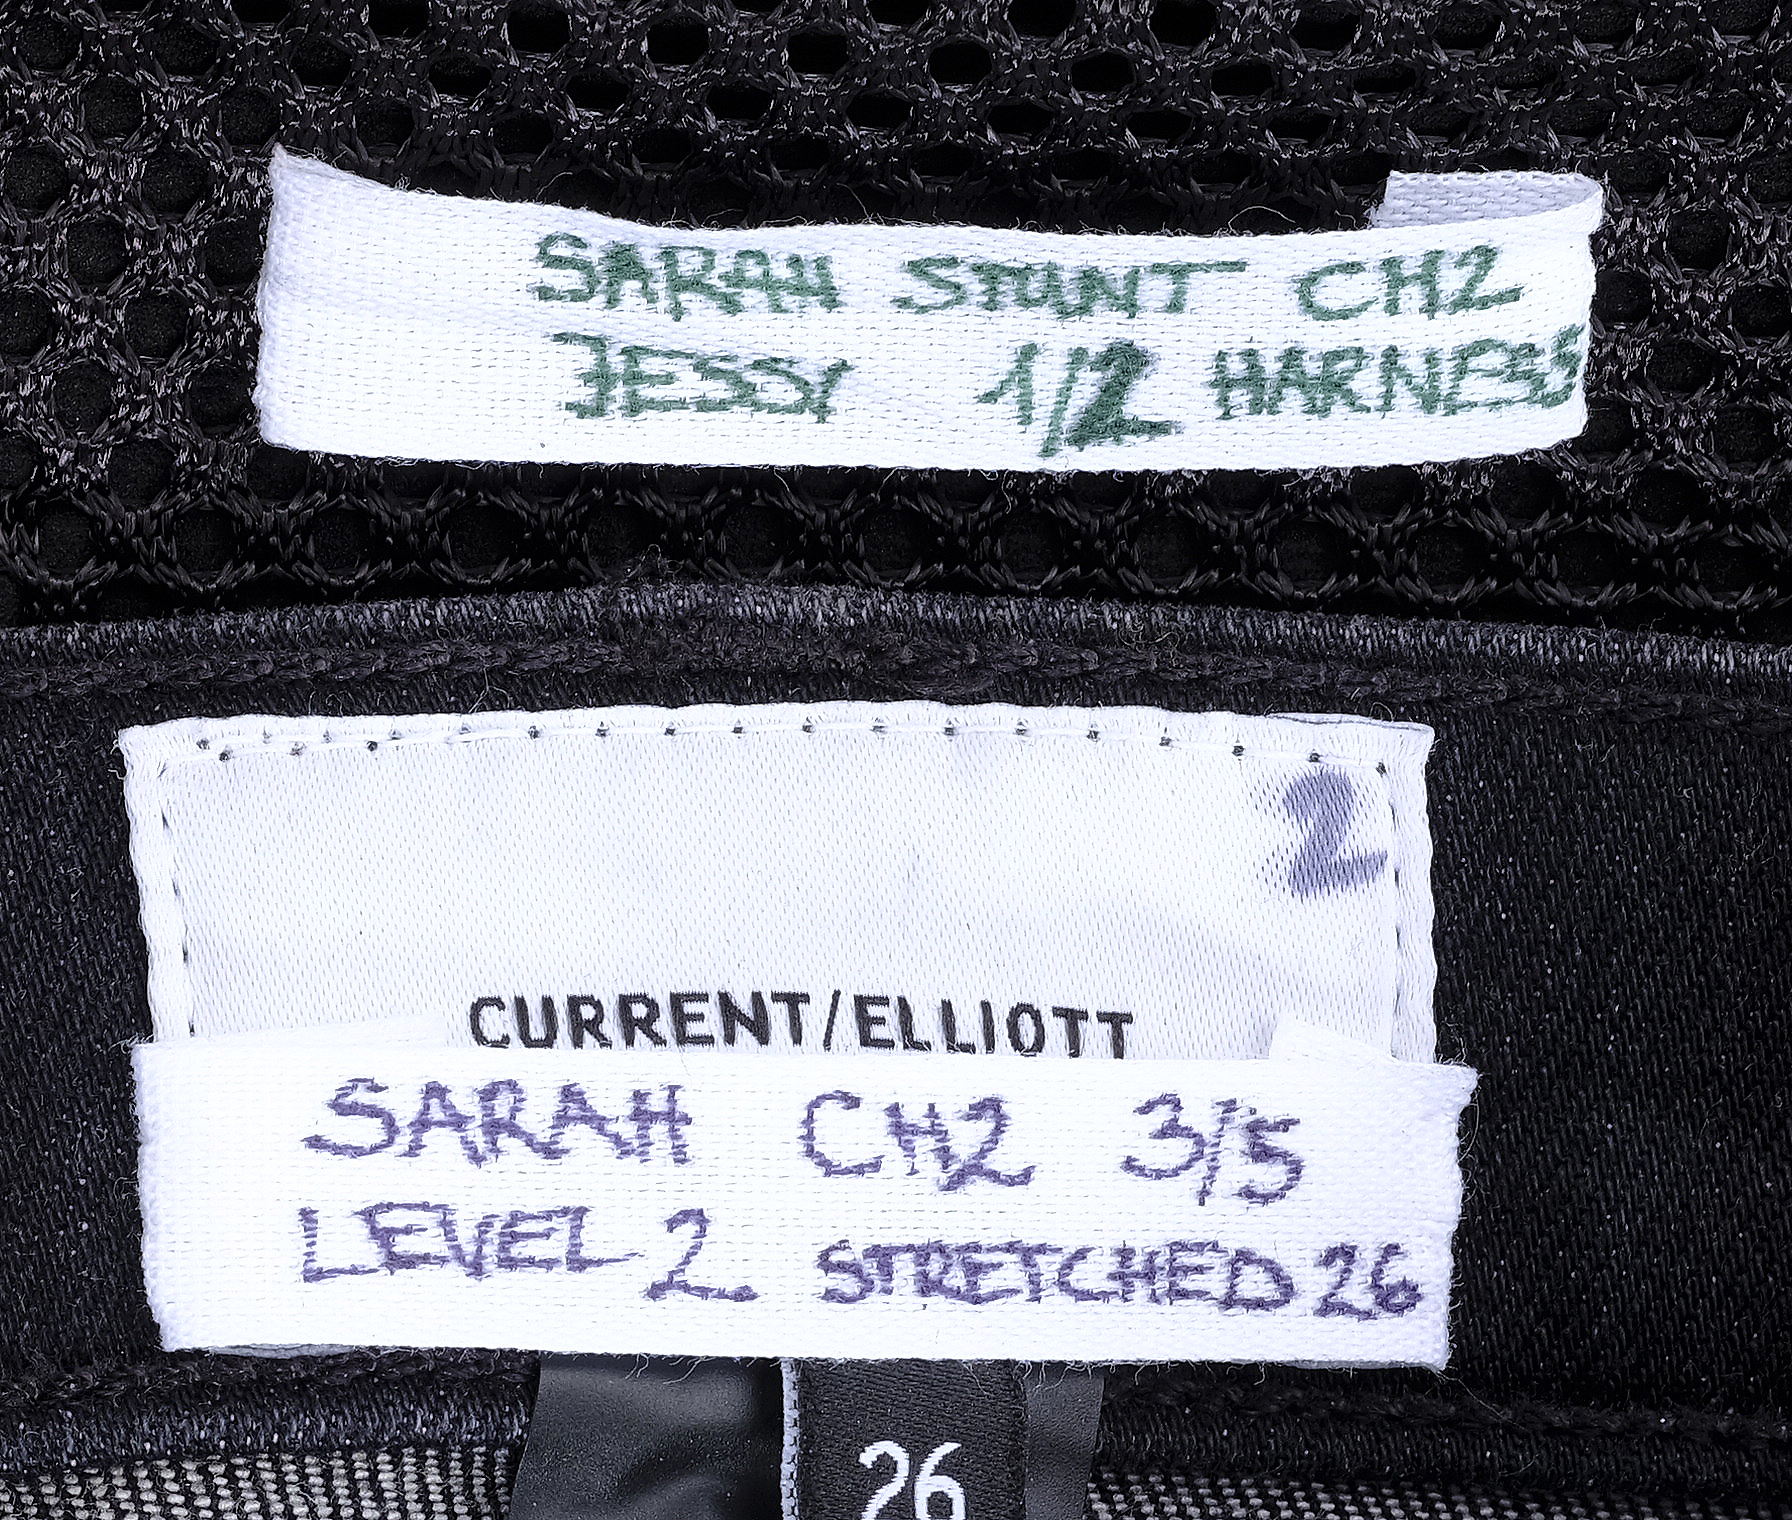 SARAH STUNT CH2
JESSY 1/2 HARNESS
2
CURRENT/ELLIOTT
SARAH CH2 3/5
LEVEL 2 STRETCHED 26
26